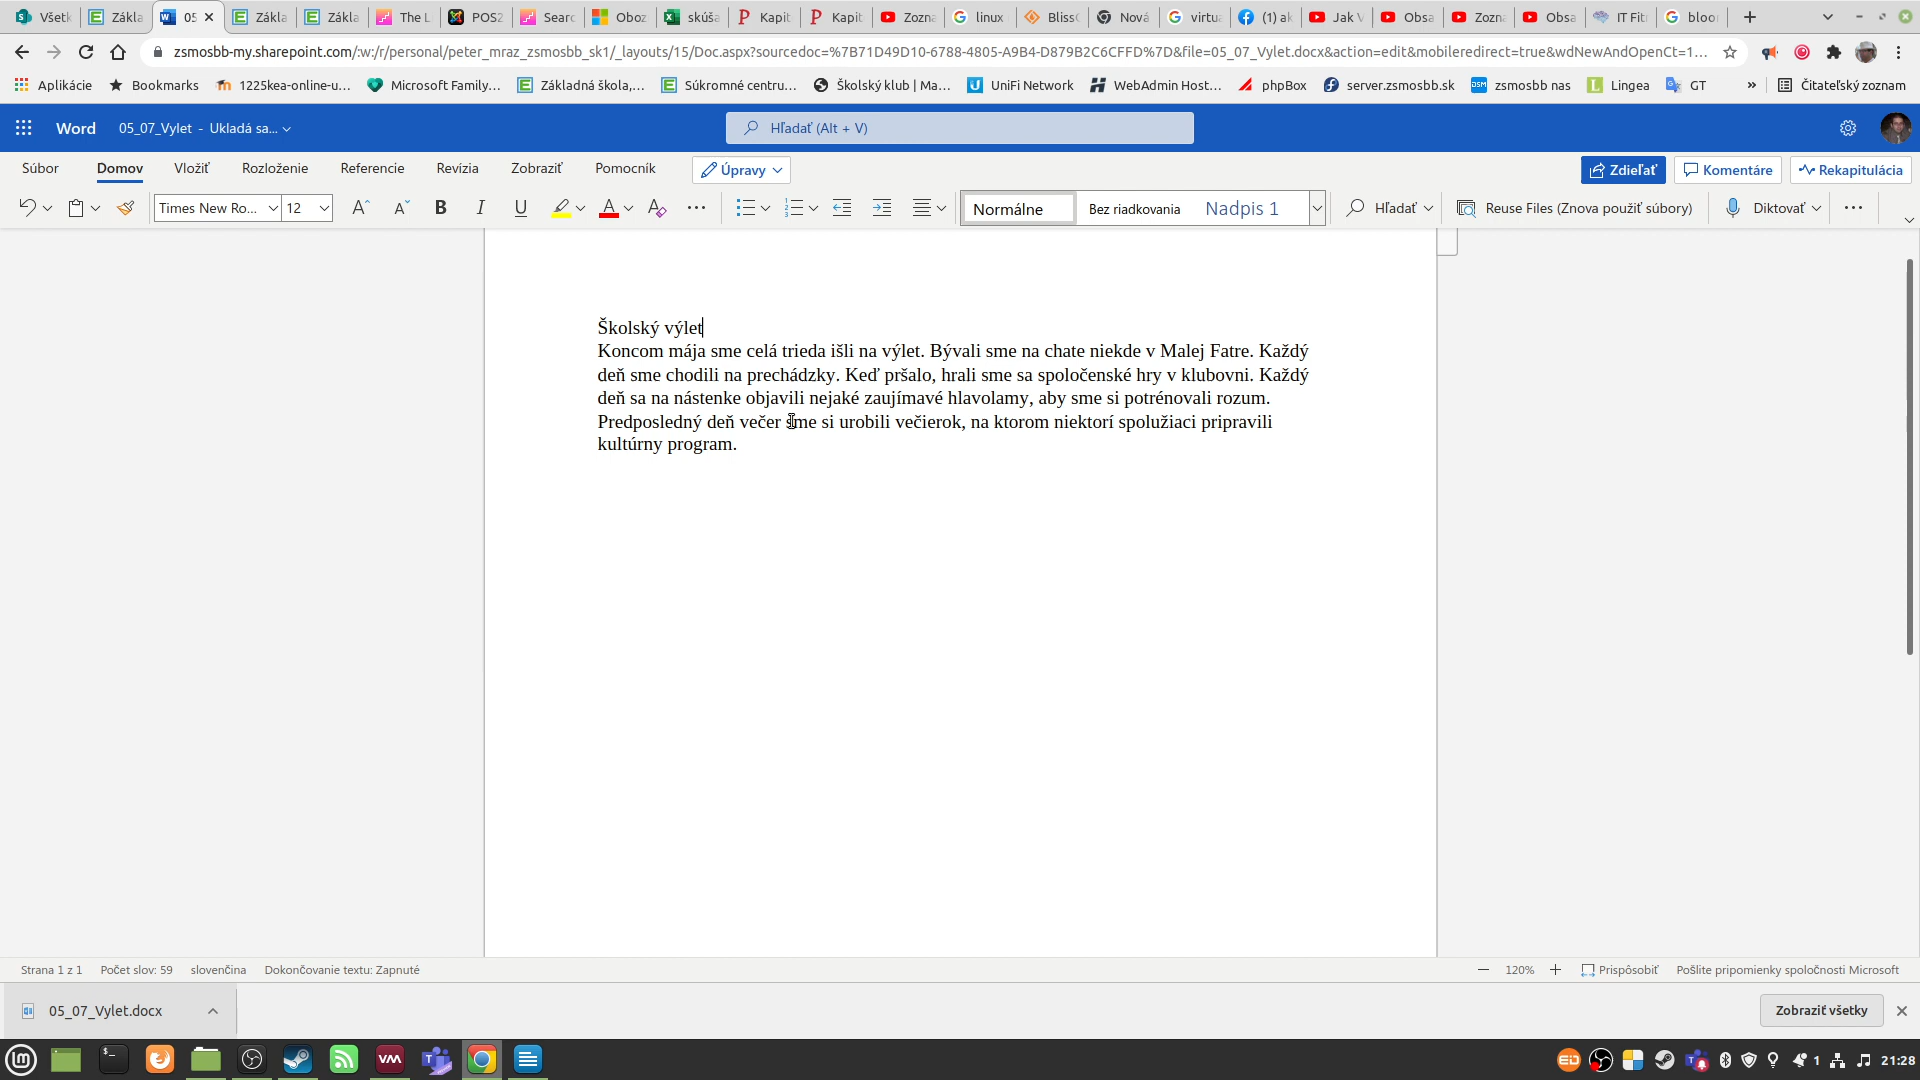 Všetk
Zákla
05
Zákla
Zákla
The L
POS2
Searc
Oboz
skúša
Kapit
Kapit
Zozna
linux
Bliss
Nová
virtua
(1) ak
Jak V
Obsa
Zozn
Obsa
IT Fit
bloo
zsmosbb-my.sharepoint.com/:w:/r/personal/peter_mraz_zsmosbb_sk1/_layouts/15/Doc.aspx?sourcedoc=%7B71D49D10-6788-4805-A9B4-D879B2C6CFFD%7D&file=05_07_Vylet.docx&action=edit&mobileredirect=true&wdNewAndOpenCt=1...
Aplikácie Bookmarks 1225kea-online-u... Microsoft Family... Základná škola,... Súkromné centru... Školský klub | Ma... UniFi Network WebAdmin Host... phpBox server.zsmosbb.sk zsmosbb nas Lingea GT » Čitateľský zoznam
Word 05_07_Vylet - Ukladá sa... Hľadať (Alt + V)
Súbor Domov Vložiť Rozloženie Referencie Revízia Zobraziť Pomocník Úpravy Zdieľať Komentáre Rekapitulácia
Times New Ro... 12 A A B I U A A Normálne Bez riadkovania Nadpis 1 Hľadať Reuse Files (Znova použiť súbory) Diktovať
Školský výlet
Koncom mája sme celá trieda išli na výlet. Bývali sme na chate niekde v Malej Fatre. Každý
deň sme chodili na prechádzky. Keď pršalo, hrali sme sa spoločenské hry v klubovni. Každý
deň sa na nástenke objavili nejaké zaujímavé hlavolamy, aby sme si potrénovali rozum.
Predposledný deň večer sme si urobili večierok, na ktorom niektorí spolužiaci pripravili
kultúrny program.
Strana 1 z 1 Počet slov: 59 slovenčina Dokončovanie textu: Zapnuté 120% Prispôsobiť Pošlite pripomienky spoločnosti Microsoft
05_07_Vylet.docx Zobraziť všetky
1 21:28